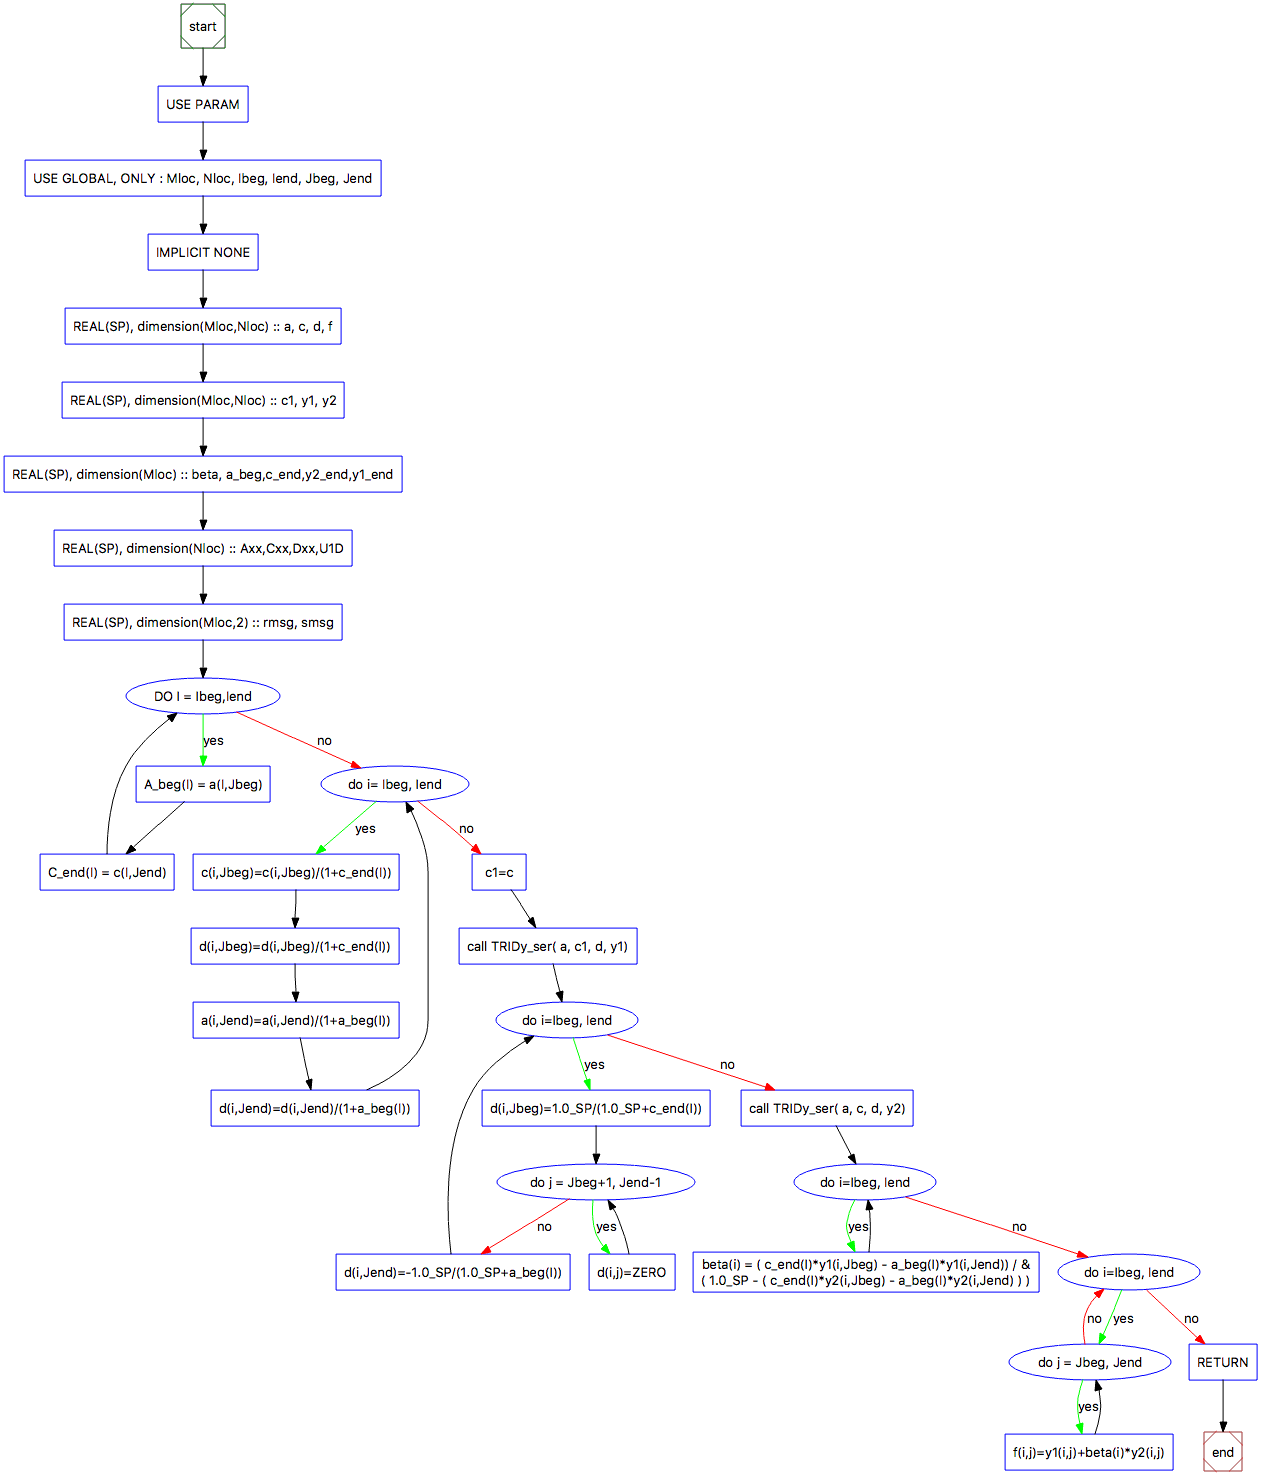 start
USE PARAM
USE GLOBAL, ONLY : Mloc, Nloc, Ibeg, Iend, Jbeg, Jend
IMPLICIT NONE
REAL(SP), dimension(Mloc,Nloc) :: a, c, d, f
REAL(SP), dimension(Mloc,Nloc) :: c1, y1, y2
REAL(SP), dimension(Mloc) :: beta, a_beg,c_end,y2_end,y1_end
REAL(SP), dimension(Nloc) :: Axx,Cxx,Dxx,U1D
REAL(SP), dimension(Mloc,2) :: rmsg, smsg
DO I = Ibeg,Iend
yes
no
A_beg(I) = a(I,Jbeg)
C_end(I) = c(I,Jend)
do i= Ibeg, Iend
yes
no
c(i,Jbeg)=c(i,Jbeg)/(1+c_end(I))
d(i,Jbeg)=d(i,Jbeg)/(1+c_end(I))
a(i,Jend)=a(i,Jend)/(1+a_beg(I))
d(i,Jend)=d(i,Jend)/(1+a_beg(I))
c1=c
call TRIDy_ser( a, c1, d, y1)
do i=Ibeg, Iend
yes
no
d(i,Jbeg)=1.0_SP/(1.0_SP+c_end(I))
do j = Jbeg+1, Jend-1
no
yes
d(i,Jend)=-1.0_SP/(1.0_SP+a_beg(I))
d(i,j)=ZERO
call TRIDy_ser( a, c, d, y2)
do i=Ibeg, Iend
yes
no
beta(i) = ( c_end(I)*y1(i,Jbeg) - a_beg(I)*y1(i,Jend)) / &
( 1.0_SP - ( c_end(I)*y2(i,Jbeg) - a_beg(I)*y2(i,Jend) ) )
do i=Ibeg, Iend
no
yes
no
do j = Jbeg, Jend
RETURN
yes
f(i,j)=y1(i,j)+beta(i)*y2(i,j)
end